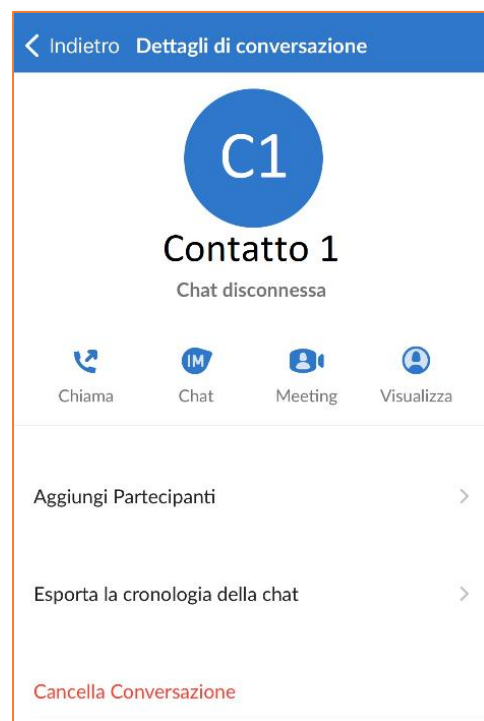 Indietro Dettagli di conversazione
C1
Contatto 1
Chat disconnessa
IM
Chiama Chat Meeting Visualizza
Aggiungi Partecipanti
Esporta la cronologia della chat
Cancella Conversazione